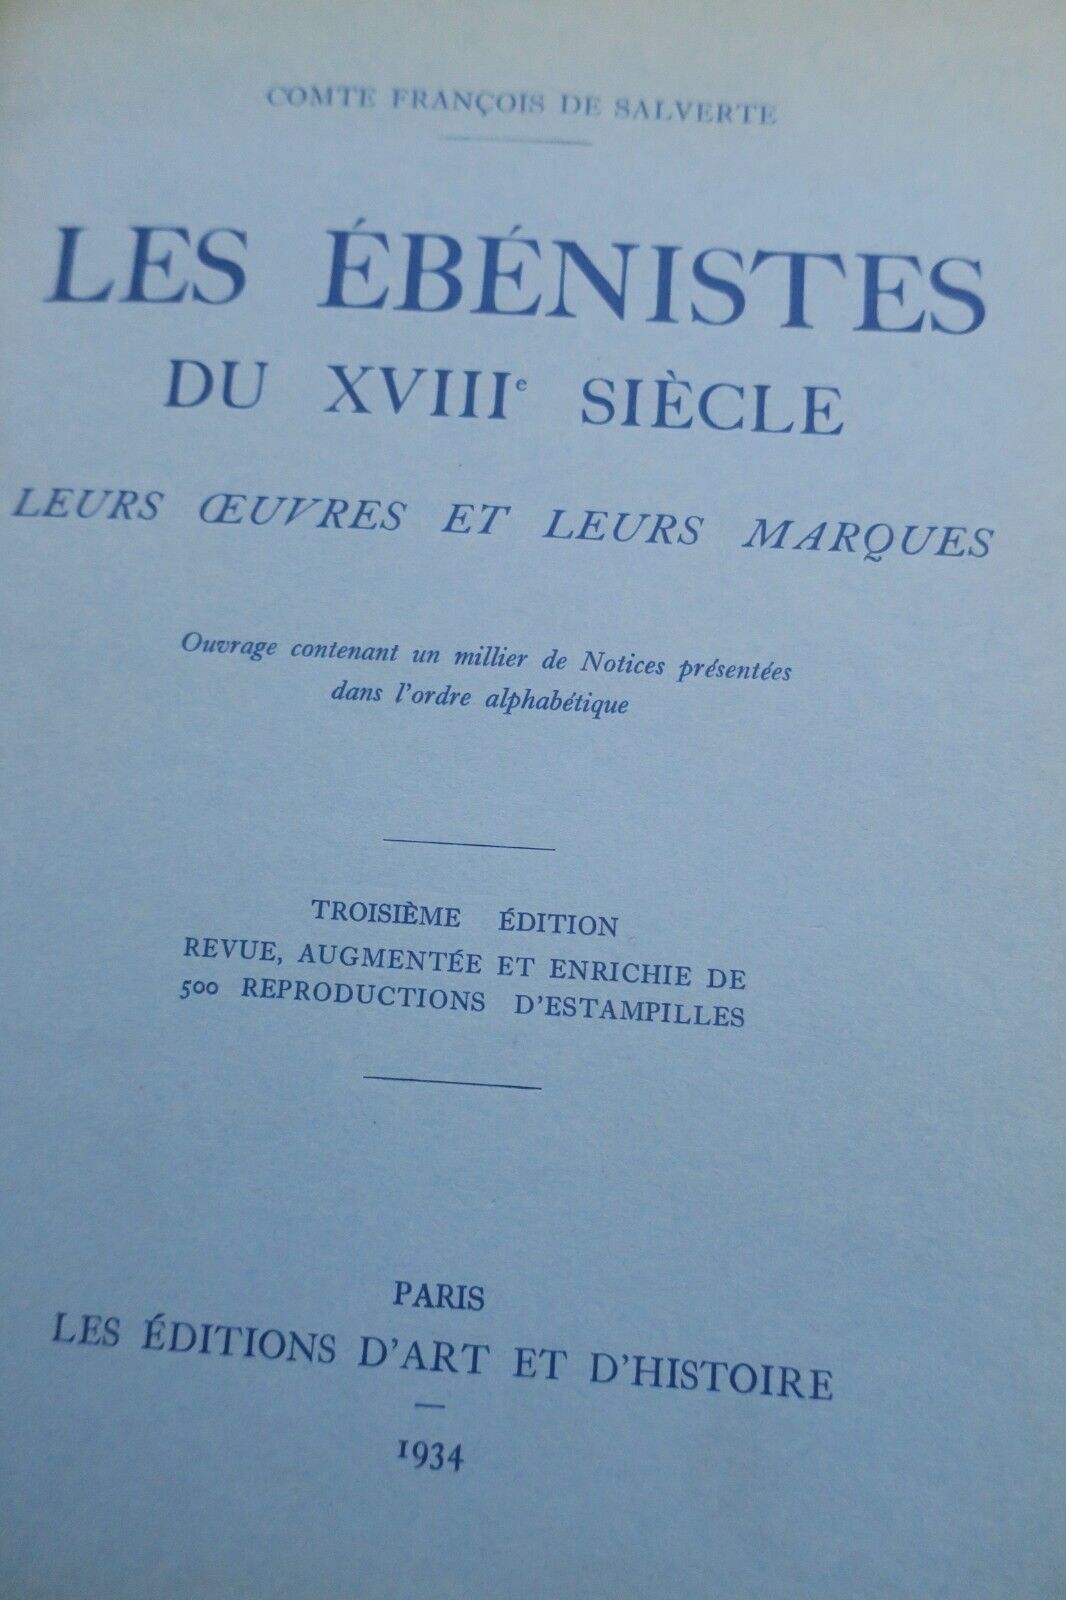 COMTE FRANÇOIS DE SALVERTE
LES ÉBÉNISTES
DU XVIIIe SIÈCLE
LEURS ŒUVRES ET LEURS MARQUES
Ouvrage contenant un millier de Notices présentées
dans l'ordre alphabétique
TROISIÈME ÉDITION
REVUE, AUGMENTÉE ET ENRICHIE DE
500 REPRODUCTIONS D'ESTAMPILLES
PARIS
LES ÉDITIONS D'ART ET D'HISTOIRE
1934